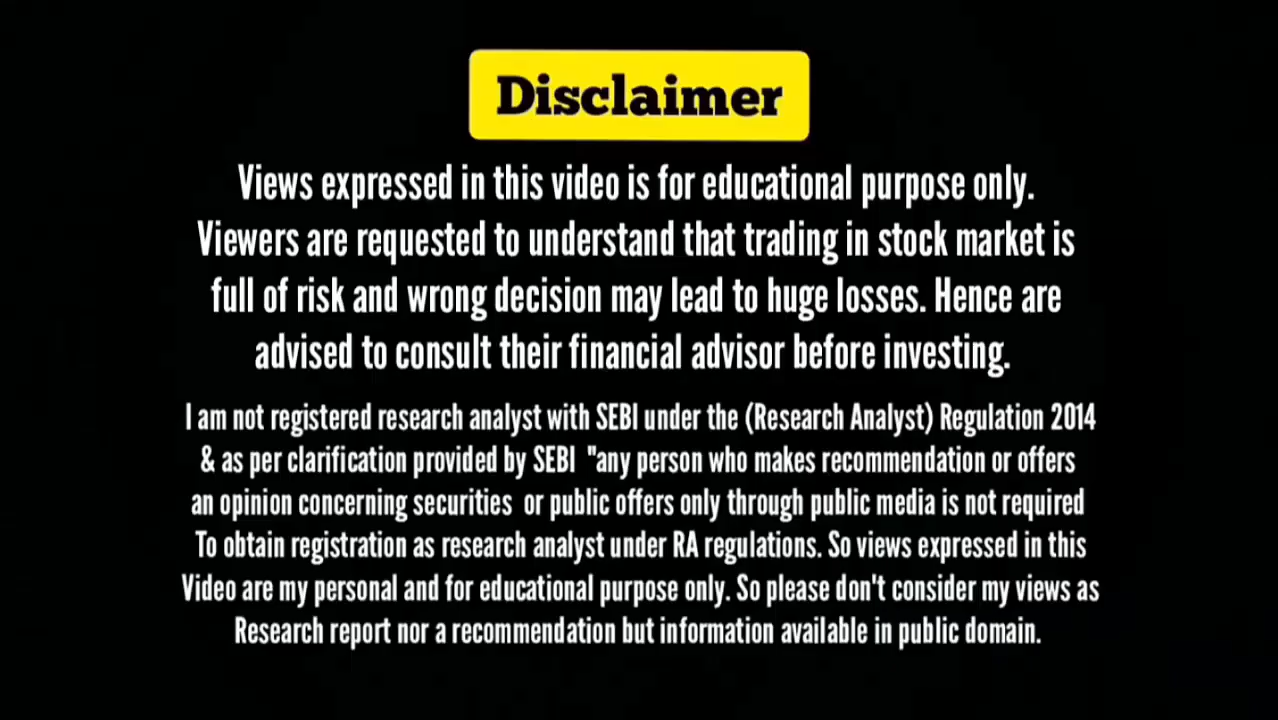 Disclaimer
Views expressed in this video is for educational purpose only.
Viewers are requested to understand that trading in stock market is
full of risk and wrong decision may lead to huge losses. Hence are
advised to consult their financial advisor before investing.
I am not registered research analyst with SEBI under the (Research Analyst) Regulation 2014
& as per clarification provided by SEBI "any person who makes recommendation or offers
an opinion concerning securities or public offers only through public media is not required
To obtain registration as research analyst under RA regulations. So views expressed in this
Video are my personal and for educational purpose only. So please don't consider my views as
Research report nor a recommendation but information available in public domain.